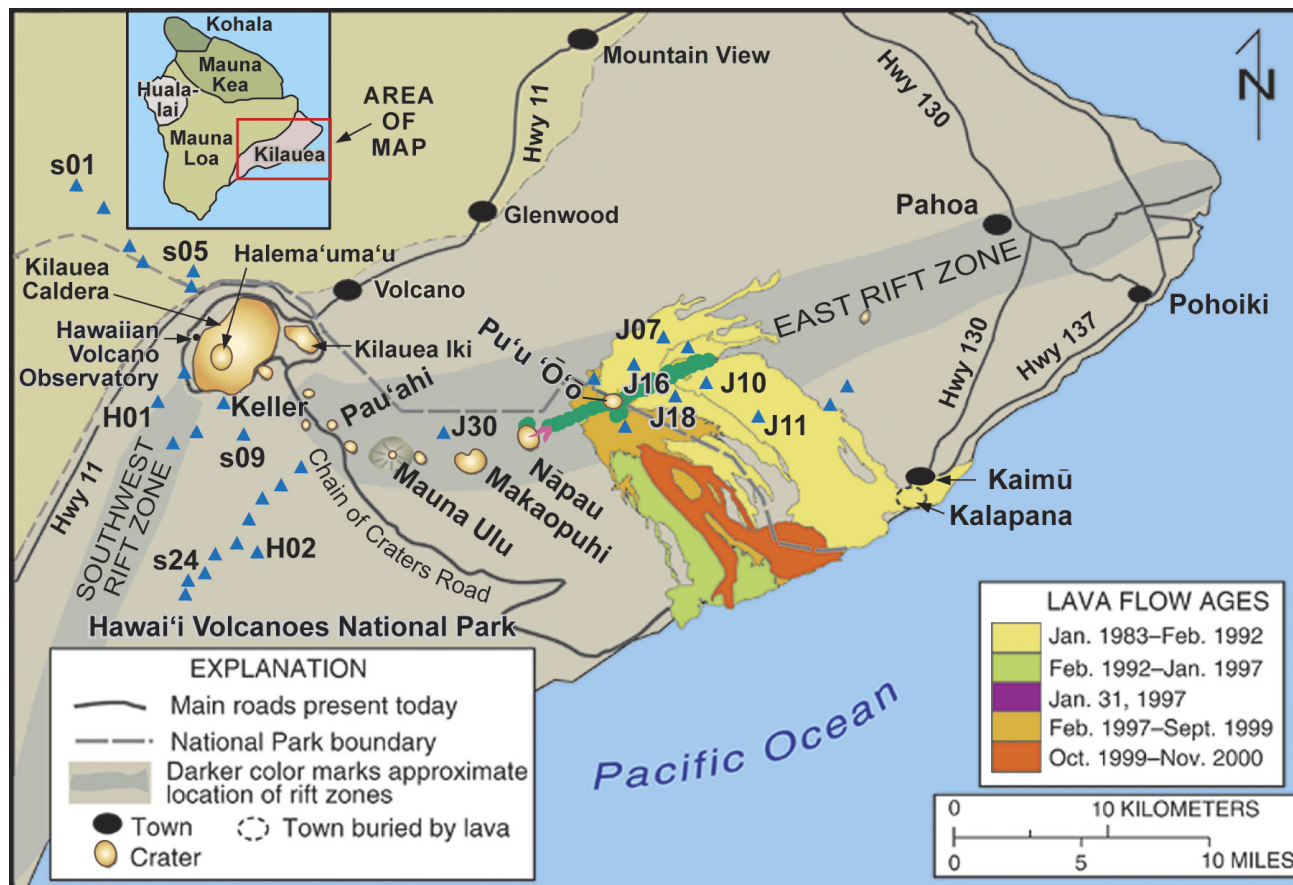 Kohala
Mauna
Kea
Huala-
lai
Mauna
Loa
Kilauea
AREA
OF
MAP
Mountain View
Hwy 11
Hwy 130
N
s01
Glenwood
Pahoa
s05
Halemaʻumaʻu
Kilauea
Caldera
Volcano
EAST RIFT ZONE
Pohoiki
Hawaiian
Volcano
Observatory
Kilauea Iki
J07
Puʻu ʻŌʻo
J16
J10
Hwy 130
Hwy 137
H01
Keller
Pauʻahi
J30
J18
J11
s09
Kaimū
Kalapana
Hwy 11
SOUTHWEST
RIFT ZONE
Chain of Craters Road
Mauna Ulu
Makaopuhi
Nāpau
s24
H02
Hawaiʻi Volcanoes National Park
Pacific Ocean
EXPLANATION
Main roads present today
National Park boundary
Darker color marks approximate
location of rift zones
Town
Town buried by lava
Crater
LAVA FLOW AGES
Jan. 1983–Feb. 1992
Feb. 1992–Jan. 1997
Jan. 31, 1997
Feb. 1997–Sept. 1999
Oct. 1999–Nov. 2000
0 10 KILOMETERS
0 5 10 MILES